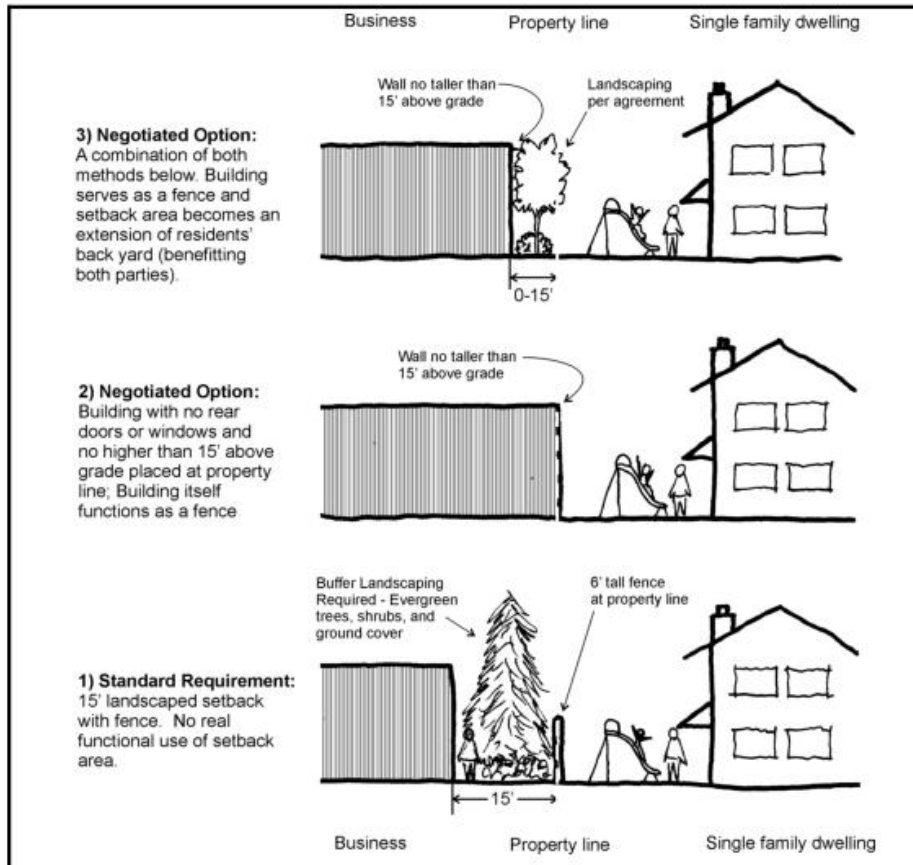 Business
Property line
Single family dwelling
Wall no taller than
15' above grade
Landscaping
per agreement
3) Negotiated Option:
A combination of both
methods below. Building
serves as a fence and
setback area becomes an
extension of residents'
back yard (benefitting
both parties).
0-15'
Wall no taller than
15' above grade
2) Negotiated Option:
Building with no rear
doors or windows and
no higher than 15' above
grade placed at property
line; Building itself
functions as a fence
Buffer Landscaping
Required - Evergreen
trees, shrubs, and
ground cover
6' tall fence
at property line
1) Standard Requirement:
15' landscaped setback
with fence. No real
functional use of setback
area.
15'
Business
Property line
Single family dwelling